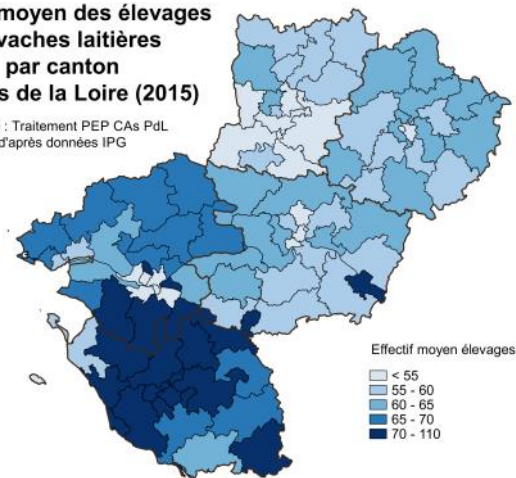 moyen des élevages
vaches laitières
par canton
s de la Loire (2015)
: Traitement PEP CAs PdL
d'après données IPG
Effectif moyen élevages
< 55
55 - 60
60 - 65
65 - 70
70 - 110